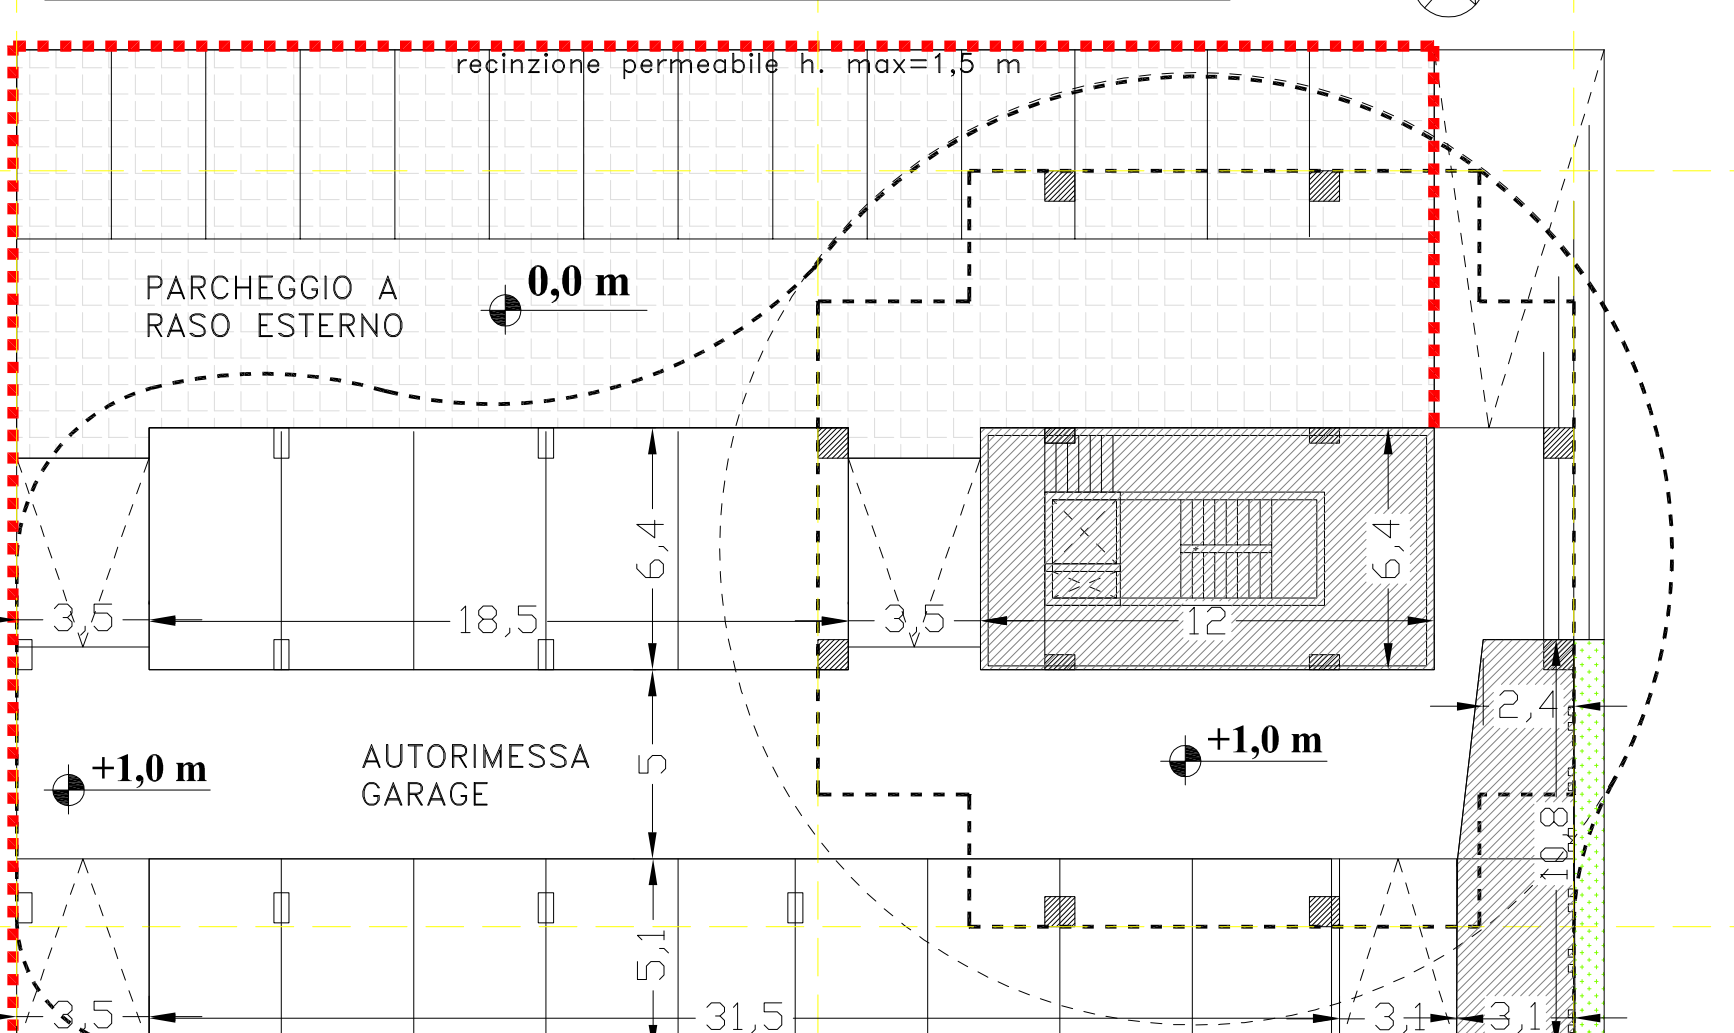 recinzione permeabile h. max=1,5 m
PARCHEGGIO A
RASO ESTERNO
0,0 m
6,4
6,4
3,5
18,5
3,5
12
2,4
+1,0 m
AUTORIMESSA
GARAGE
5
+1,0 m
10,8
5,1
3,5
31,5
3,1
3,1